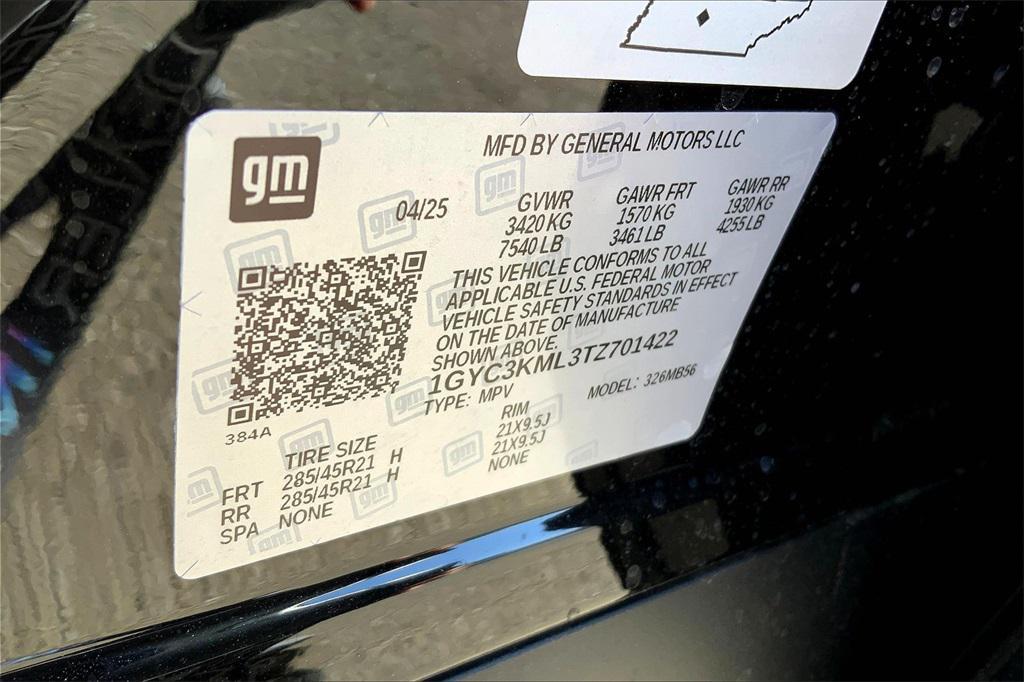 gm
MFD BY GENERAL MOTORS LLC
04/25
GVWR GAWR FRT GAWR RR
3420 KG 1570 KG 1930 KG
7540 LB 3461 LB 4255 LB
THIS VEHICLE CONFORMS TO ALL
APPLICABLE U.S. FEDERAL MOTOR
VEHICLE SAFETY STANDARDS IN EFFECT
ON THE DATE OF MANUFACTURE
SHOWN ABOVE.
1GYC3KML3TZ701422
TYPE: MPV MODEL: 326MB56
384A
TIRE SIZE RIM
FRT 285/45R21 H 21X9.5J
RR 285/45R21 H 21X9.5J
SPA NONE NONE